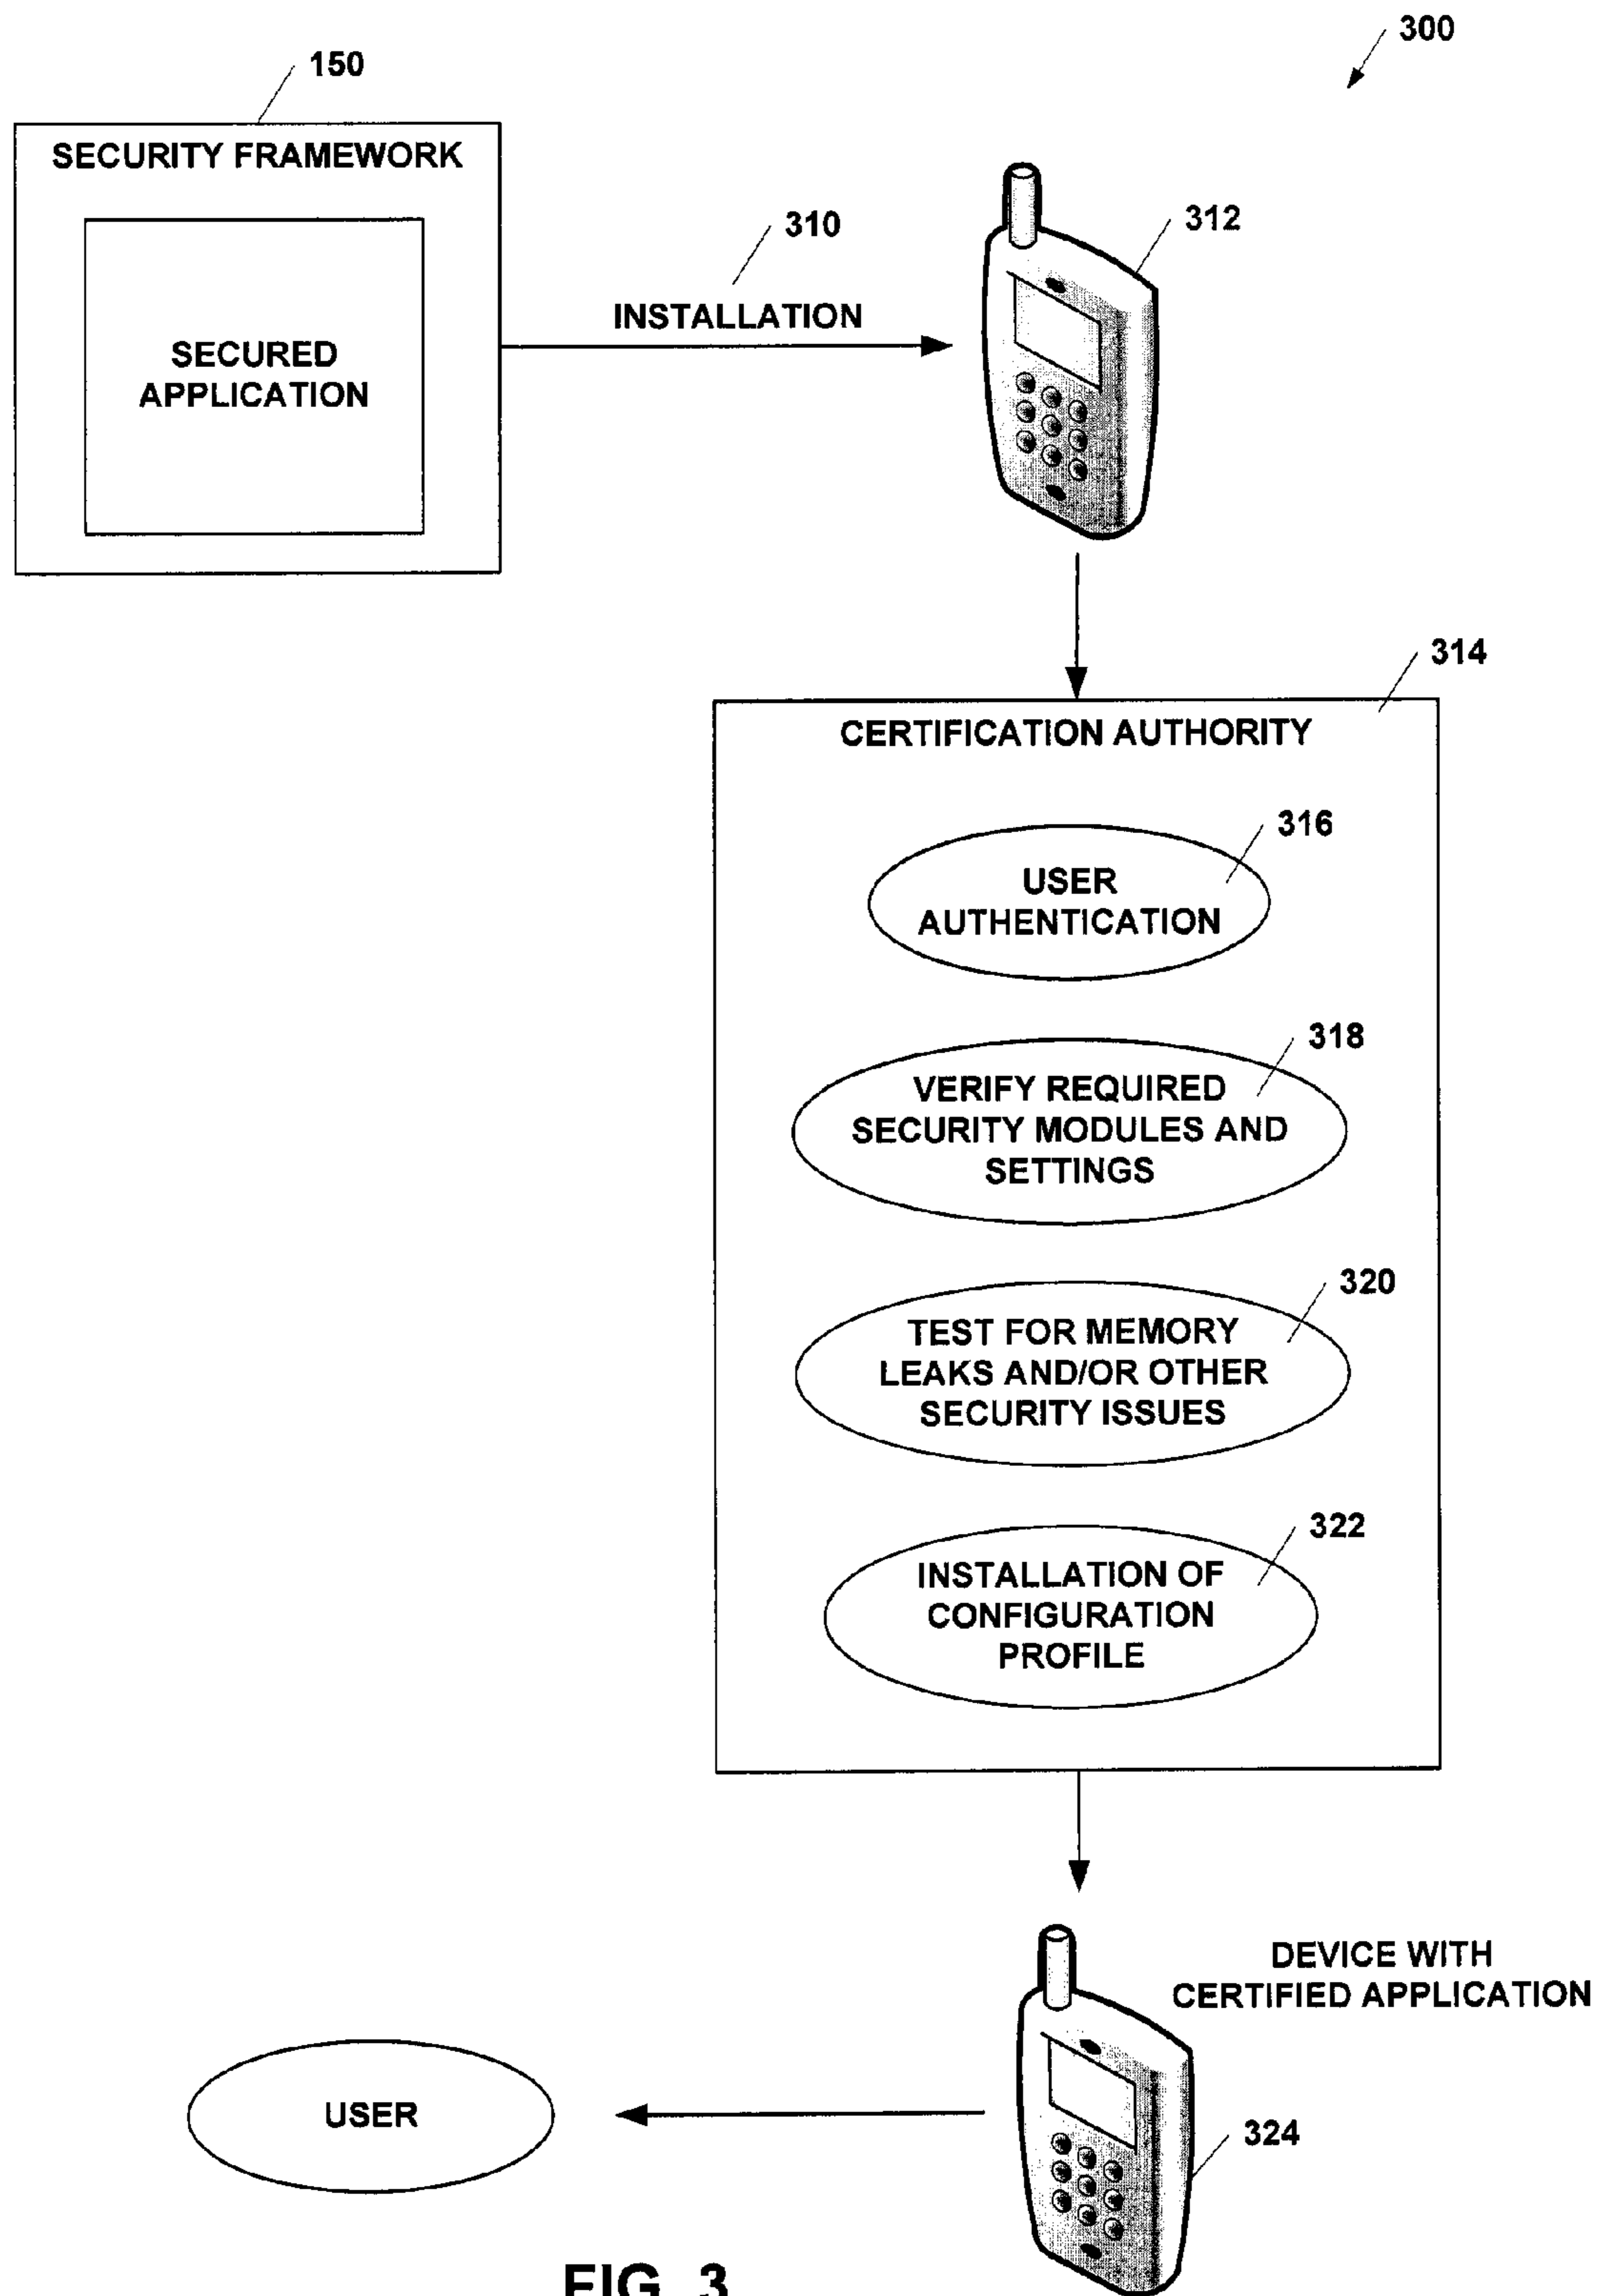 300
150
SECURITY FRAMEWORK
SECURED
APPLICATION
310
INSTALLATION
312
314
CERTIFICATION AUTHORITY
316
USER
AUTHENTICATION
318
VERIFY REQUIRED
SECURITY MODULES AND
SETTINGS
320
TEST FOR MEMORY
LEAKS AND/OR OTHER
SECURITY ISSUES
322
INSTALLATION OF
CONFIGURATION
PROFILE
DEVICE WITH
CERTIFIED APPLICATION
USER
324
FIG. 3